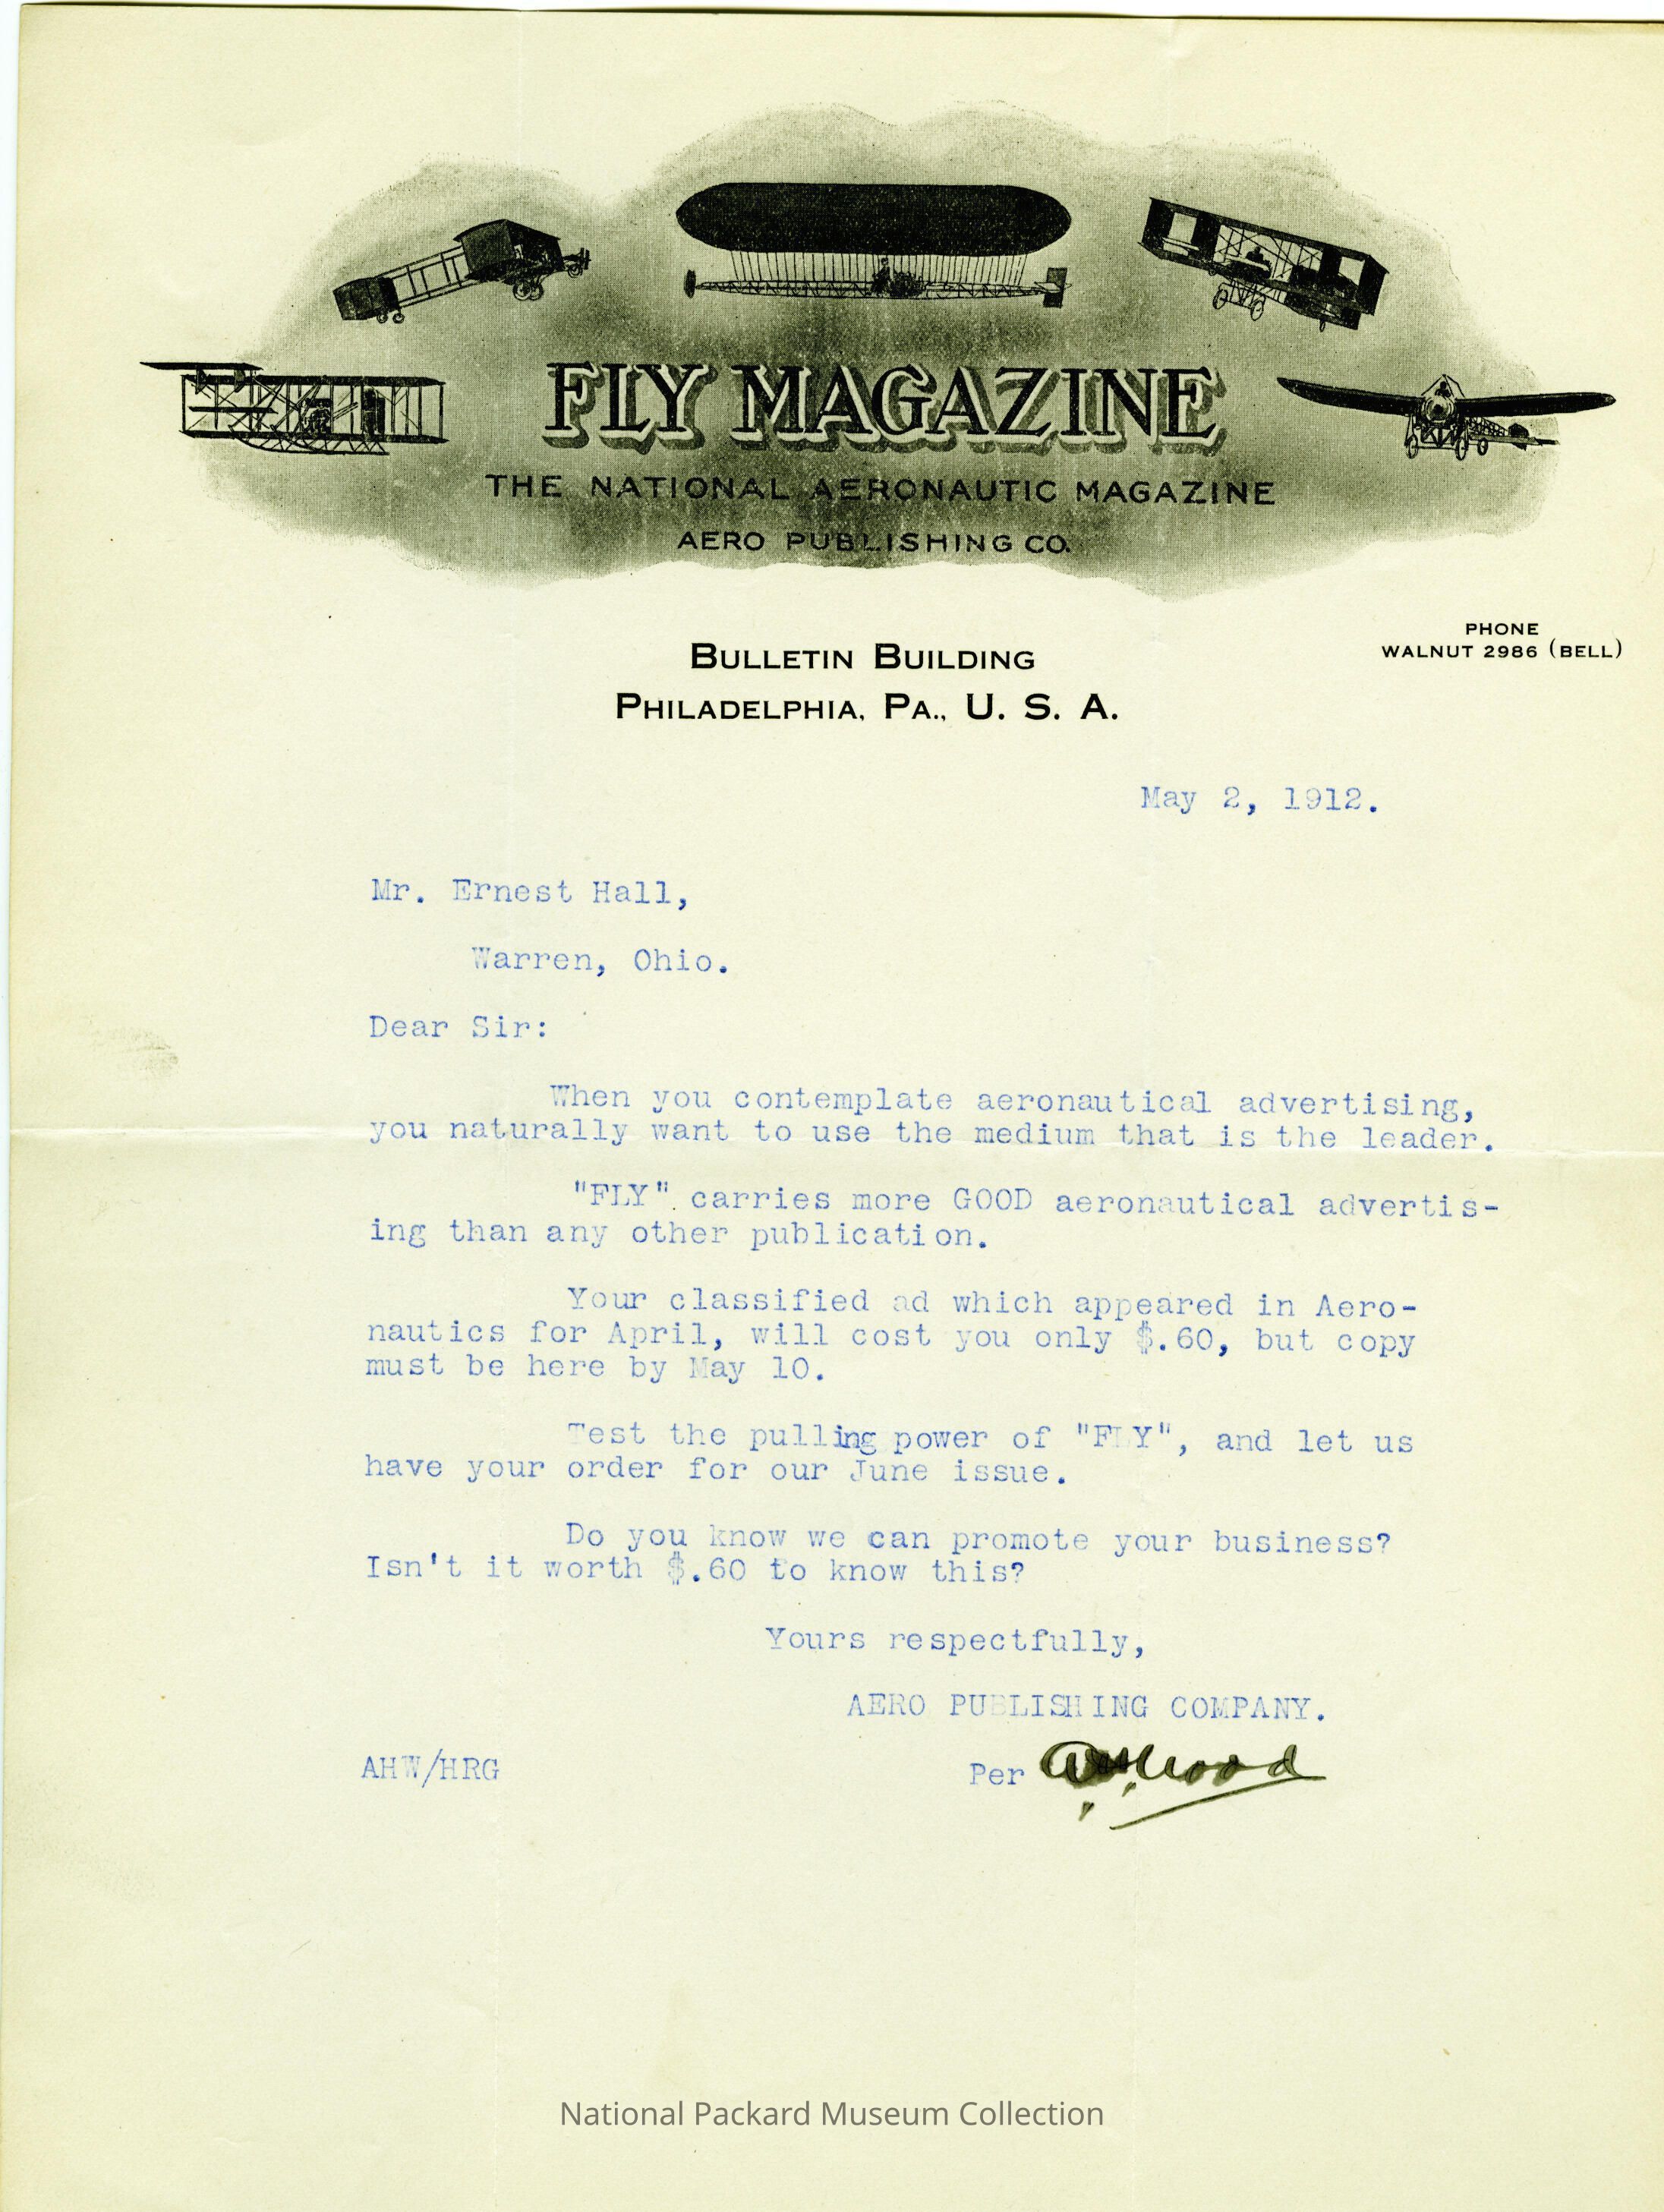 FLY MAGAZINE
THE NATIONAL AERONAUTIC MAGAZINE
AERO PUBLISHING CO.
BULLETIN BUILDING
PHILADELPHIA, PA., U. S. A.
PHONE
WALNUT 2986 (BELL)
May 2, 1912.
Mr. Ernest Hall,
Warren, Ohio.
Dear Sir:
When you contemplate aeronautical advertising,
you naturally want to use the medium that is the leader.
"FLY" carries more GOOD aeronautical advertis-
ing than any other publication.
Your classified ad which appeared in Aero-
nautics for April, will cost you only $.60, but copy
must be here by May 10.
Test the pulling power of "FLY", and let us
have your order for our June issue.
Do you know we can promote your business?
Isn't it worth $.60 to know this?
Yours respectfully,
AERO PUBLISHING COMPANY.
AHW/HRG
Per A. H. Wood
National Packard Museum Collection